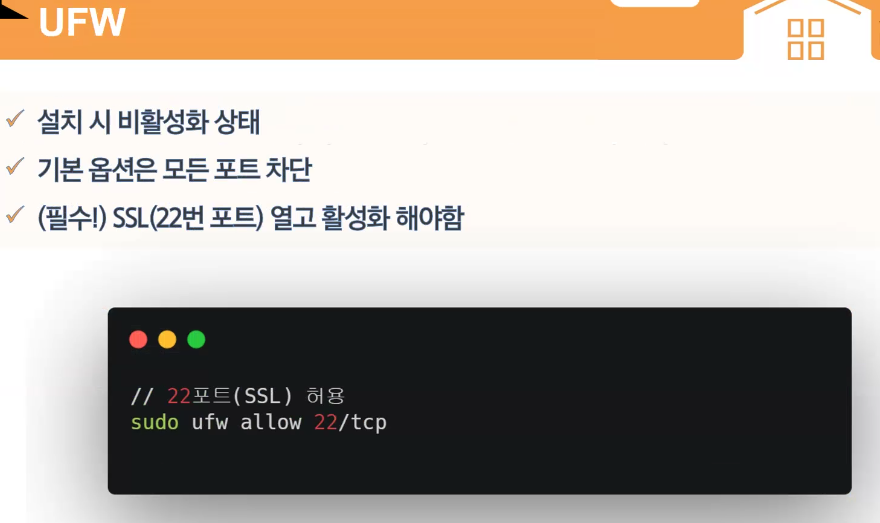 UFW
✓ 설치 시 비활성화 상태
✓ 기본 옵션은 모든 포트 차단
✓ (필수!) SSL(22번 포트) 열고 활성화 해야함
// 22포트(SSL) 허용
sudo ufw allow 22/tcp